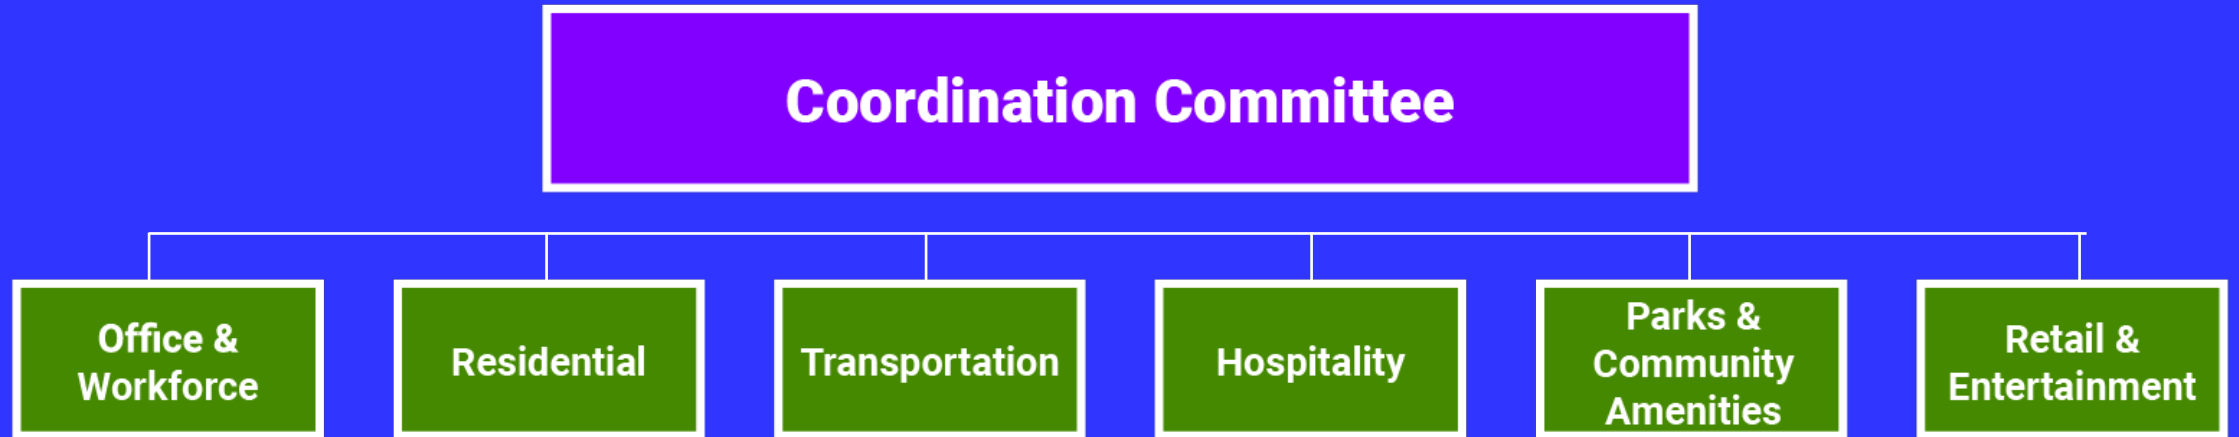 Coordination Committee
Office &
Workforce
Residential
Transportation
Hospitality
Parks &
Community
Amenities
Retail &
Entertainment